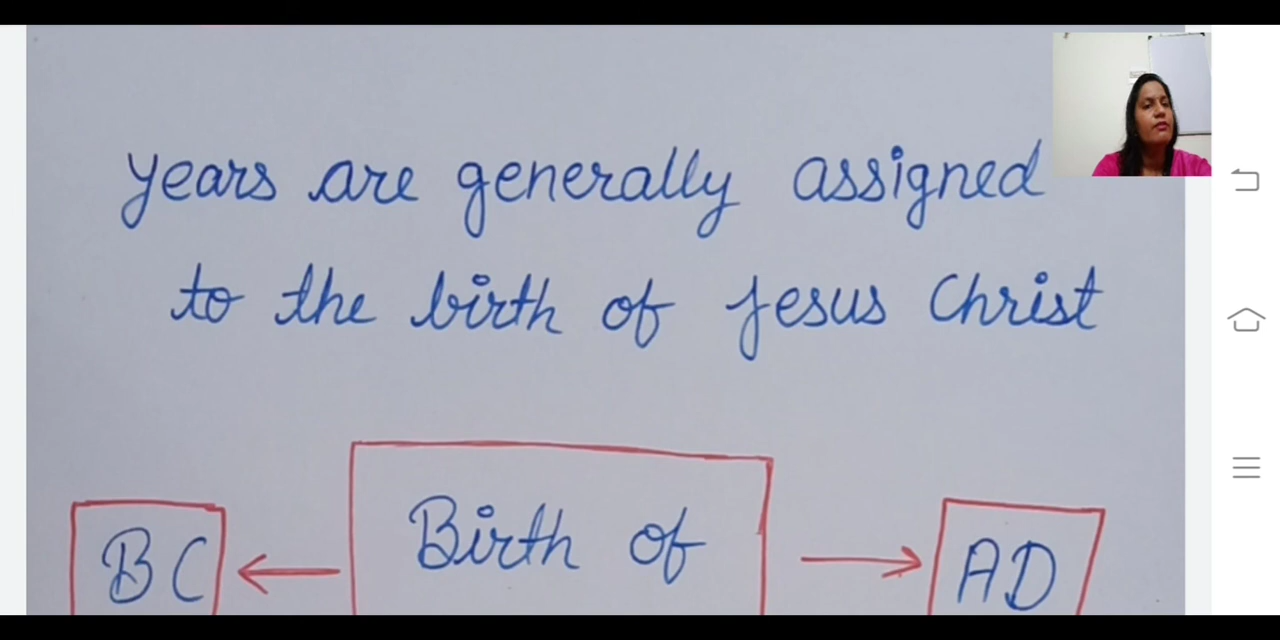 years are generally assigned
to the birth of Jesus Christ
Birth of
BC
AD